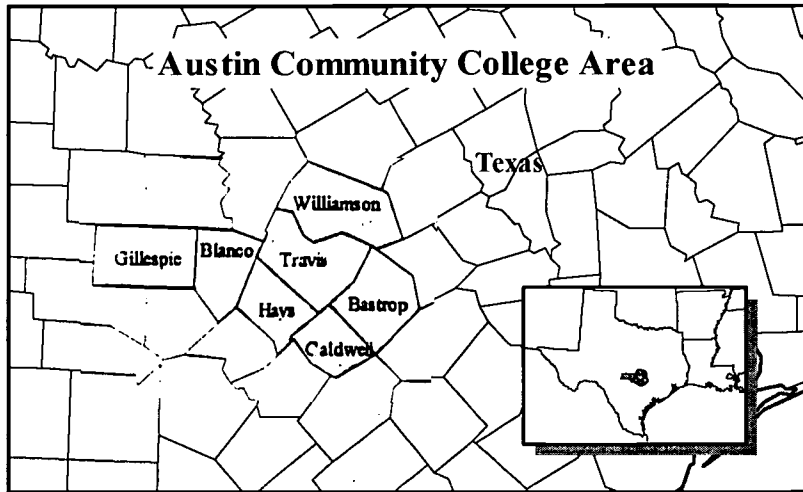 Austin Community College Area
Texas
Williamson
Gillespie
Blanco
Travis
Hays
Bastrop
Caldwell